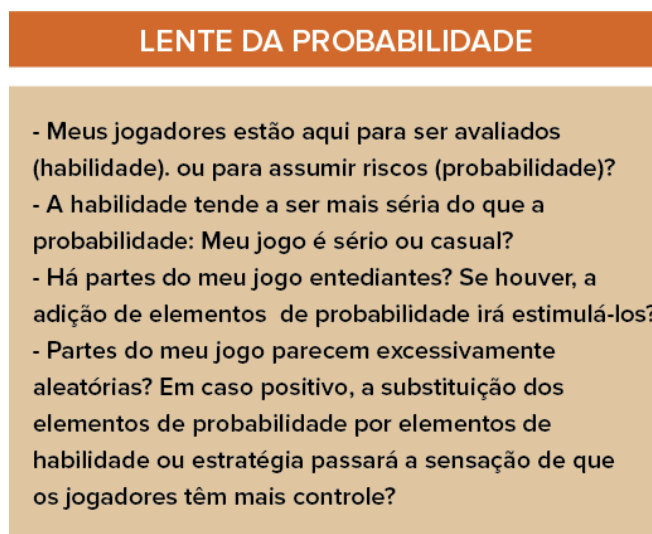 LENTE DA PROBABILIDADE
- Meus jogadores estão aqui para ser avaliados
(habilidade). ou para assumir riscos (probabilidade)?
- A habilidade tende a ser mais séria do que a
probabilidade: Meu jogo é sério ou casual?
- Há partes do meu jogo entediantes? Se houver, a
adição de elementos  de probabilidade irá estimulá-los?
- Partes do meu jogo parecem excessivamente
aleatórias? Em caso positivo, a substituição dos
elementos de probabilidade por elementos de
habilidade ou estratégia passará a sensação de que
os jogadores têm mais controle?